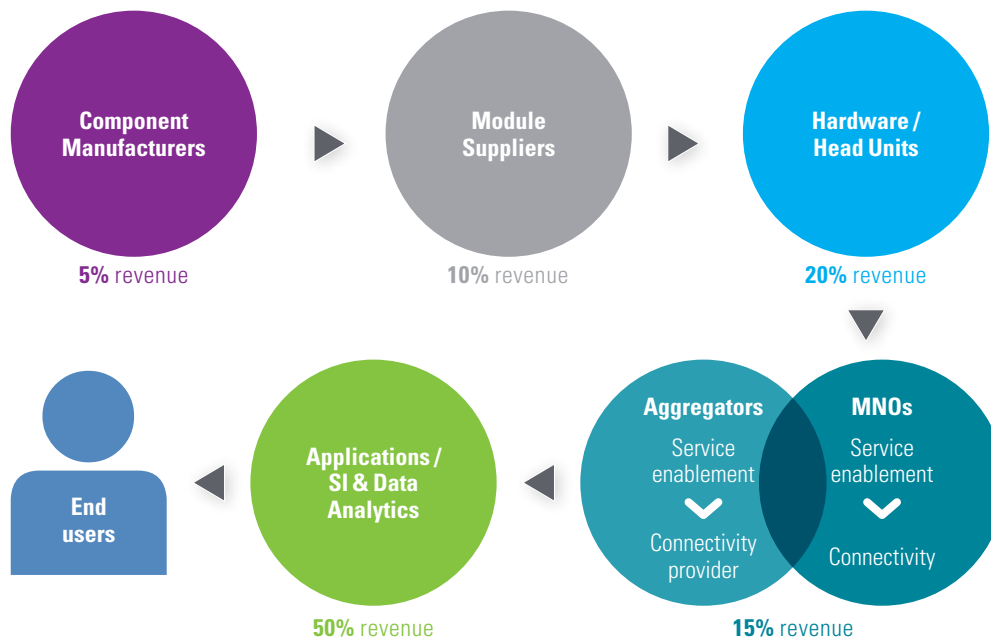 Component
Manufacturers
5% revenue
Module
Suppliers
10% revenue
Hardware /
Head Units
20% revenue
Aggregators
Service
enablement
Connectivity
provider
MNOs
Service
enablement
Connectivity
15% revenue
Applications /
SI & Data
Analytics
50% revenue
End
users